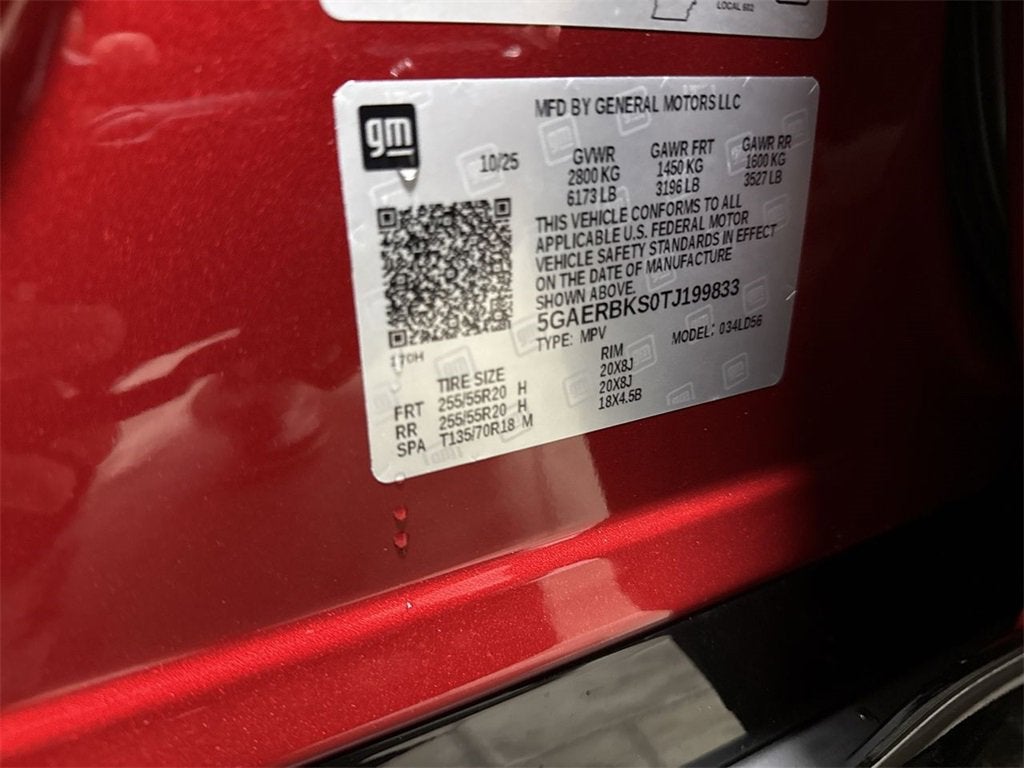 LOCAL 602
gm
MFD BY GENERAL MOTORS LLC
10/25
GVWR GAWR FRT GAWR RR
2800 KG 1450 KG 1600 KG
6173 LB 3196 LB 3527 LB
THIS VEHICLE CONFORMS TO ALL
APPLICABLE U.S. FEDERAL MOTOR
VEHICLE SAFETY STANDARDS IN EFFECT
ON THE DATE OF MANUFACTURE
SHOWN ABOVE.
5GAERBKS0TJ199833
TYPE: MPV MODEL: 034LD56
TIRE SIZE RIM
FRT 255/55R20 H 20X8J
RR 255/55R20 H 20X8J
SPA T135/70R18 M 18X4.5B